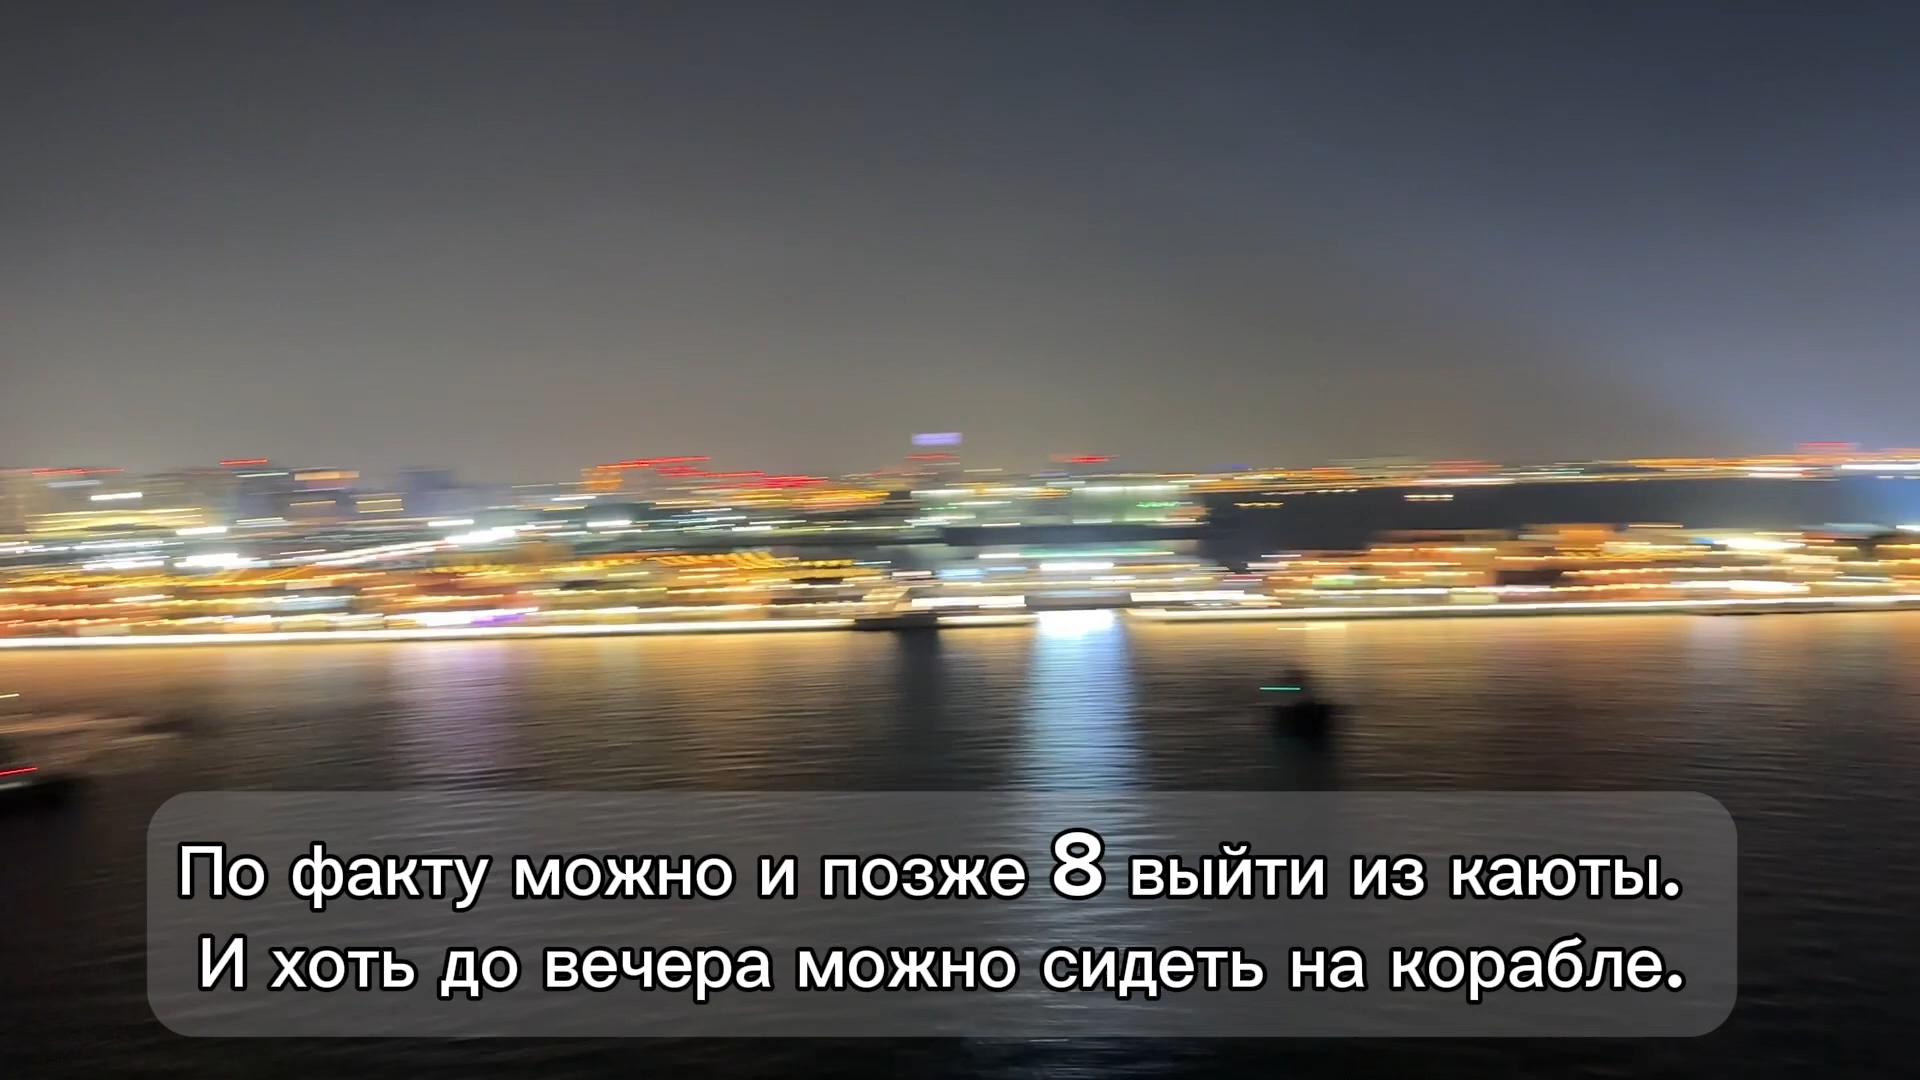 По факту можно и позже 8 выйти из каюты.
И хоть до вечера можно сидеть на корабле.